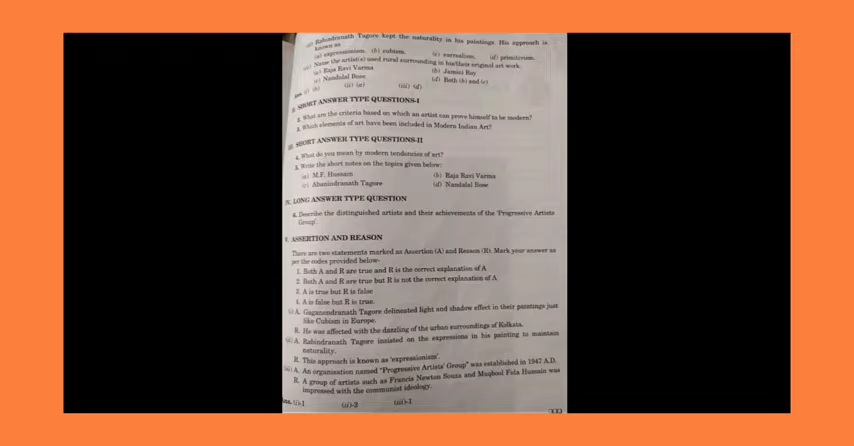 (ii) Rabindranath Tagore kept the naturality in his paintings. His approach is
known as
(a) expressionism. (b) cubism. (c) surrealism. (d) primitivism.
(iii) Name the artist(s) used rural surrounding in his/their original art work.
(a) Raja Ravi Varma (b) Jamini Roy
(c) Nandalal Bose (d) Both (b) and (c)
Ans. (i) (b) (ii) (a) (iii) (d)
II. SHORT ANSWER TYPE QUESTIONS-I
2. What are the criteria based on which an artist can prove himself to be modern?
3. Which elements of art have been included in Modern Indian Art?
III. SHORT ANSWER TYPE QUESTIONS-II
4. What do you mean by modern tendencies of art?
5. Write the short notes on the topics given below:
(a) M.F. Hussain (b) Raja Ravi Varma
(c) Abanindranath Tagore (d) Nandalal Bose
IV. LONG ANSWER TYPE QUESTION
6. Describe the distinguished artists and their achievements of the 'Progressive Artists
Group'.
V. ASSERTION AND REASON
There are two statements marked as Assertion (A) and Reason (R). Mark your answer as
per the codes provided below-
1. Both A and R are true and R is the correct explanation of A
2. Both A and R are true but R is not the correct explanation of A
3. A is true but R is false
4. A is false but R is true.
(i) A. Gaganendranath Tagore delineated light and shadow effect in their paintings just
like Cubism in Europe.
R. He was affected with the dazzling of the urban surroundings of Kolkata.
(ii) A. Rabindranath Tagore insisted on the expressions in his painting to maintain
naturality.
R. This approach is known as 'expressionism'.
(iii) A. An organisation named "Progressive Artists' Group" was established in 1947 A.D.
R. A group of artists such as Francis Newton Souza and Maqbool Fida Hussain was
impressed with the communist ideology.
Ans. (i)-1 (ii)-2 (iii)-1